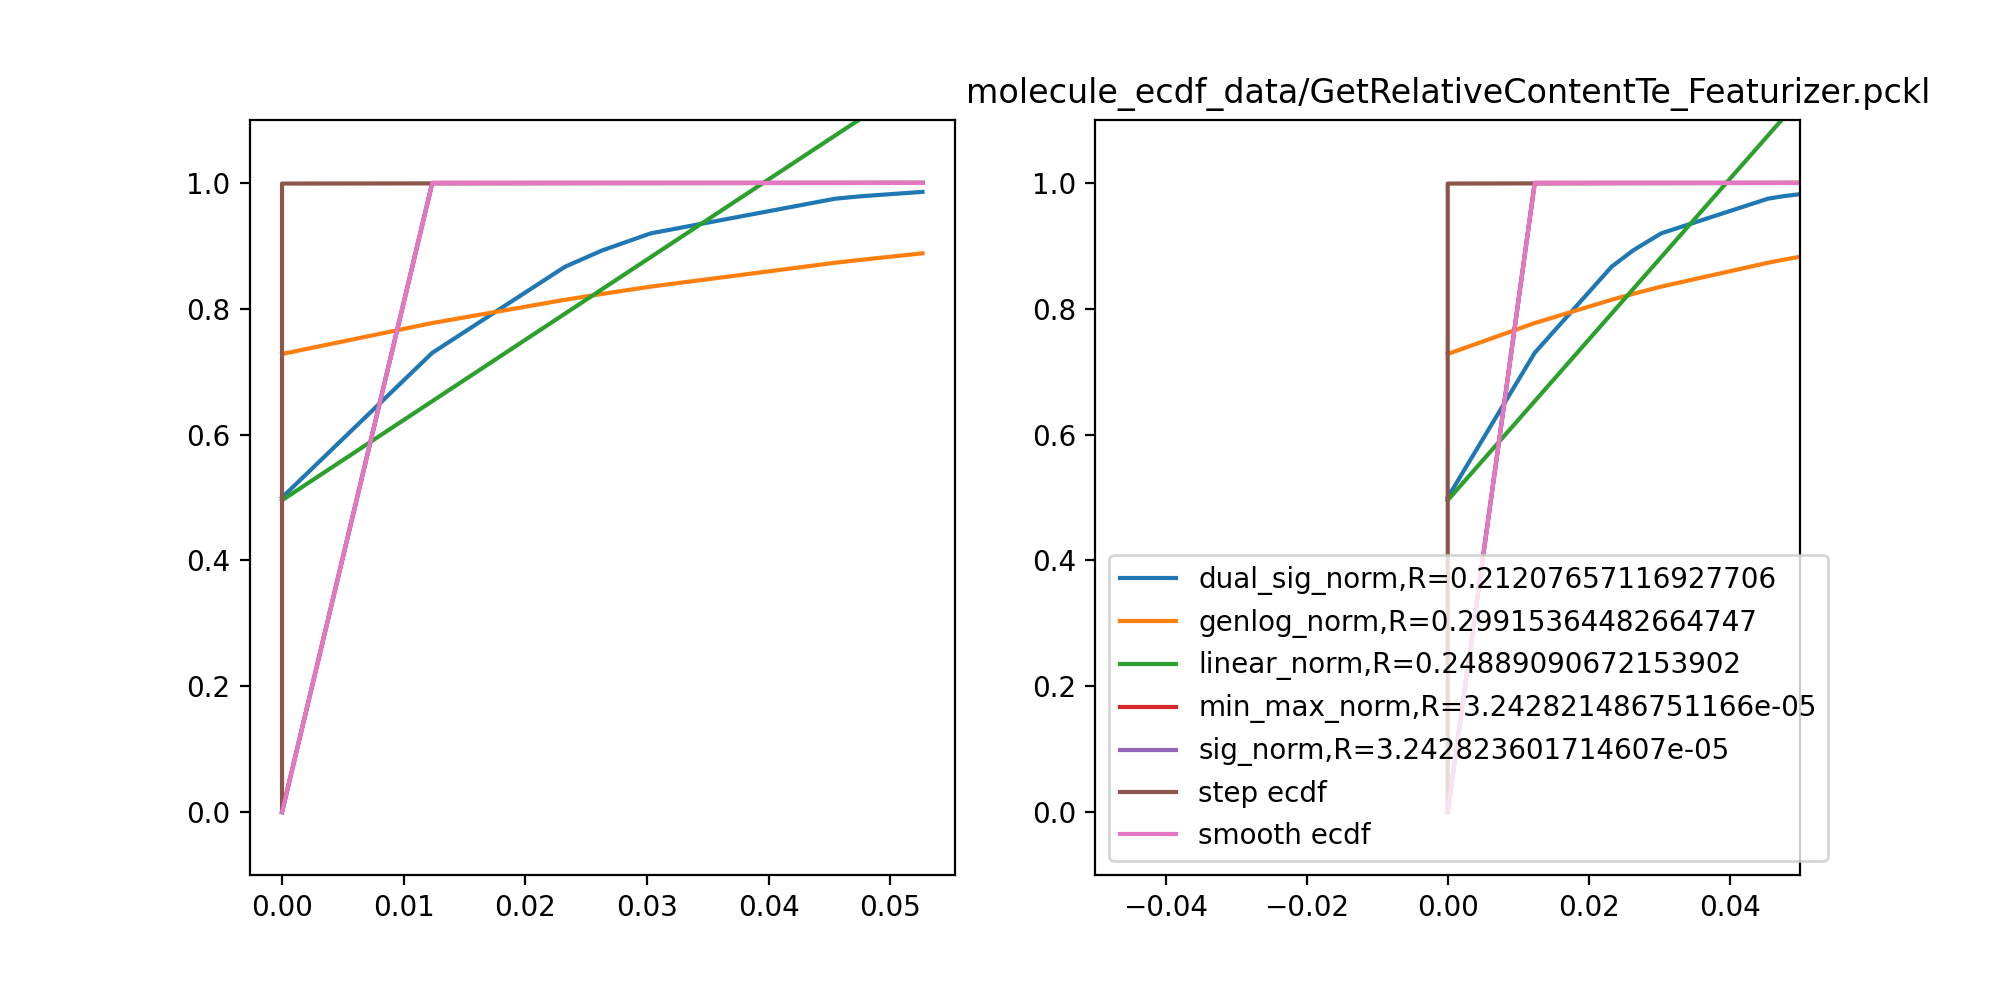 molecule_ecdf_data/GetRelativeContentTe_Featurizer.pckl
1.0
0.8
0.6
0.4
0.2
0.0
0.00 0.01 0.02 0.03 0.04 0.05
1.0
0.8
0.6
0.4
0.2
0.0
−0.04 −0.02 0.00 0.02 0.04
dual_sig_norm,R=0.21207657116927706
genlog_norm,R=0.29915364482664747
linear_norm,R=0.24889090672153902
min_max_norm,R=3.242821486751166e-05
sig_norm,R=3.242823601714607e-05
step ecdf
smooth ecdf